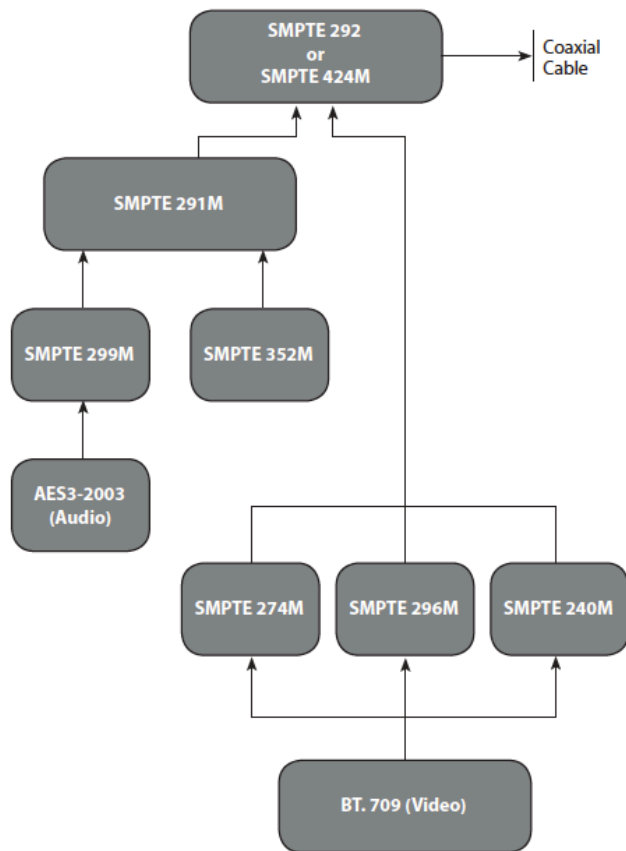 SMPTE 292
or
SMPTE 424M
Coaxial
Cable
SMPTE 291M
SMPTE 299M
SMPTE 352M
AES3-2003
(Audio)
SMPTE 274M
SMPTE 296M
SMPTE 240M
BT. 709 (Video)